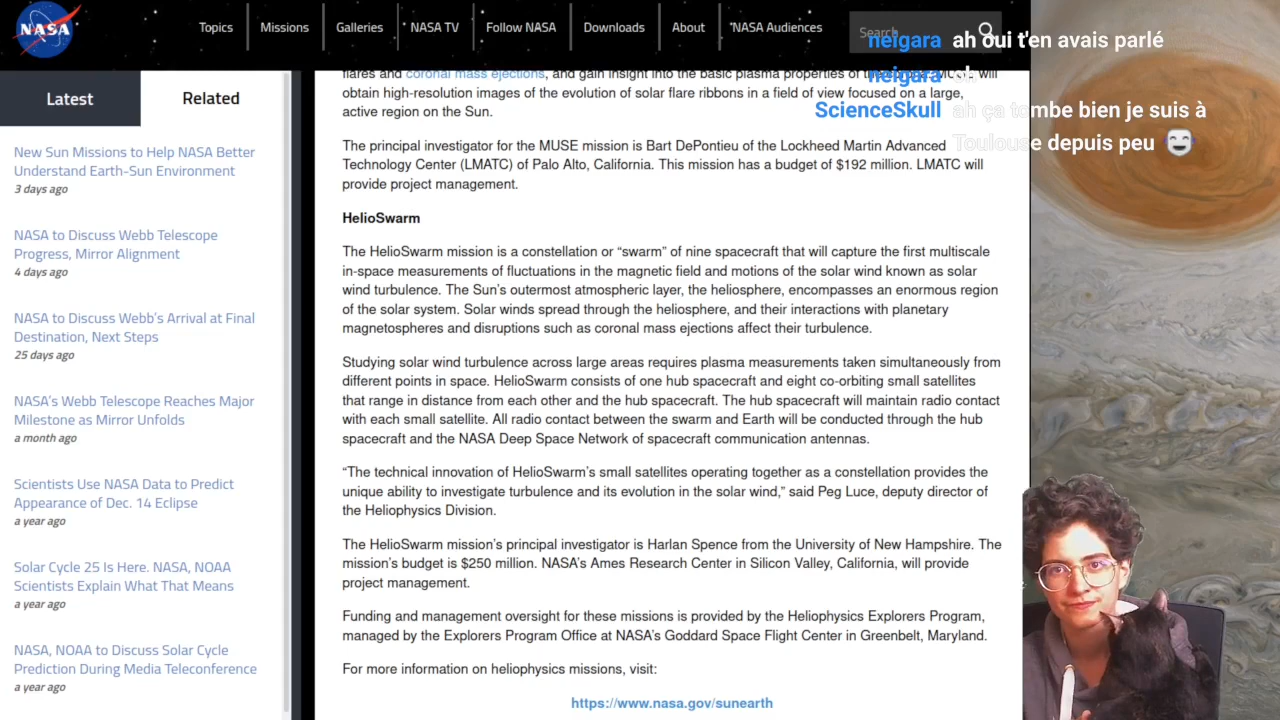 NASA
Topics
Missions
Galleries
NASA TV
Follow NASA
Downloads
About
NASA Audiences
Search
neigara ah oui t'en avais parlé
neigara ah
ScienceSkull ah ça tombe bien je suis à
Toulouse depuis peu
Latest
Related
New Sun Missions to Help NASA Better
Understand Earth-Sun Environment
3 days ago
NASA to Discuss Webb Telescope
Progress, Mirror Alignment
4 days ago
NASA to Discuss Webb's Arrival at Final
Destination, Next Steps
25 days ago
NASA's Webb Telescope Reaches Major
Milestone as Mirror Unfolds
a month ago
Scientists Use NASA Data to Predict
Appearance of Dec. 14 Eclipse
a year ago
Solar Cycle 25 Is Here. NASA, NOAA
Scientists Explain What That Means
a year ago
NASA, NOAA to Discuss Solar Cycle
Prediction During Media Teleconference
a year ago
flares and coronal mass ejections, and gain insight into the basic plasma properties of will
obtain high-resolution images of the evolution of solar flare ribbons in a field of view focused on a large,
active region on the Sun.
The principal investigator for the MUSE mission is Bart DePontieu of the Lockheed Martin Advanced
Technology Center (LMATC) of Palo Alto, California. This mission has a budget of $192 million. LMATC will
provide project management.
HelioSwarm
The HelioSwarm mission is a constellation or “swarm” of nine spacecraft that will capture the first multiscale
in-space measurements of fluctuations in the magnetic field and motions of the solar wind known as solar
wind turbulence. The Sun's outermost atmospheric layer, the heliosphere, encompasses an enormous region
of the solar system. Solar winds spread through the heliosphere, and their interactions with planetary
magnetospheres and disruptions such as coronal mass ejections affect their turbulence.
Studying solar wind turbulence across large areas requires plasma measurements taken simultaneously from
different points in space. HelioSwarm consists of one hub spacecraft and eight co-orbiting small satellites
that range in distance from each other and the hub spacecraft. The hub spacecraft will maintain radio contact
with each small satellite. All radio contact between the swarm and Earth will be conducted through the hub
spacecraft and the NASA Deep Space Network of spacecraft communication antennas.
“The technical innovation of HelioSwarm's small satellites operating together as a constellation provides the
unique ability to investigate turbulence and its evolution in the solar wind,” said Peg Luce, deputy director of
the Heliophysics Division.
The HelioSwarm mission's principal investigator is Harlan Spence from the University of New Hampshire. The
mission's budget is $250 million. NASA's Ames Research Center in Silicon Valley, California, will provide
project management.
Funding and management oversight for these missions is provided by the Heliophysics Explorers Program,
managed by the Explorers Program Office at NASA's Goddard Space Flight Center in Greenbelt, Maryland.
For more information on heliophysics missions, visit:
https://www.nasa.gov/sunearth